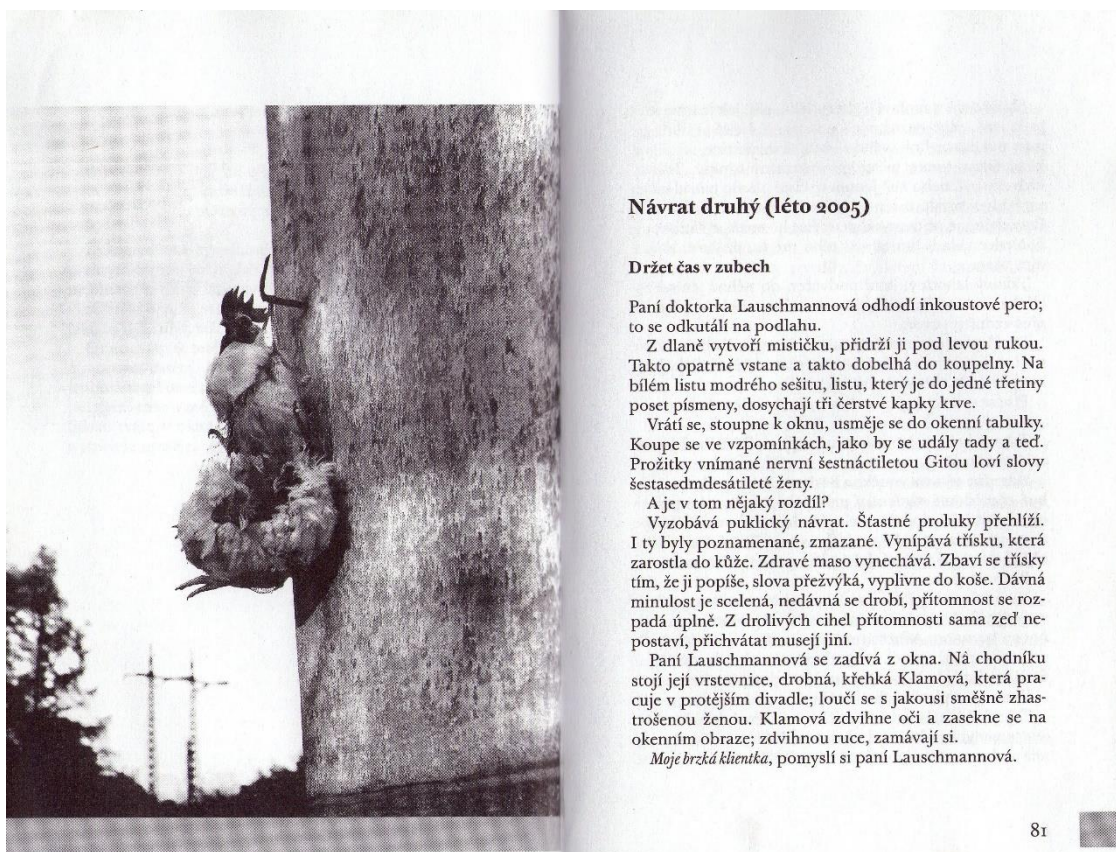 Návrat druhý (léto 2005)
Držet čas v zubech
Paní doktorka Lauschmannová odhodí inkoustové pero;
to se odkutálí na podlahu.
Z dlaně vytvoří mističku, přidrží ji pod levou rukou.
Takto opatrně vstane a takto dobelhá do koupelny. Na
bílém listu modrého sešitu, listu, který je do jedné třetiny
poset písmeny, dosychají tři čerstvé kapky krve.
Vrátí se, stoupne k oknu, usměje se do okenní tabulky.
Koupe se ve vzpomínkách, jako by se udály tady a teď.
Prožitky vnímané nervní šestnáctiletou Gitou loví slovy
šestasedmdesátileté ženy.
A je v tom nějaký rozdíl?
Vyzobává puklický návrat. Šťastné proluky přehlíží.
I ty byly poznamenané, zmazané. Vynípává třísku, která
zarostla do kůže. Zdravé maso vynechává. Zbaví se třísky
tím, že ji popíše, slova přežvýká, vyplivne do koše. Dávná
minulost je scelená, nedávná se drobí, přítomnost se roz-
padá úplně. Z drolivých cihel přítomnosti sama zeď ne-
postaví, přichvátat musejí jiní.
Paní Lauschmannová se zadívá z okna. Na chodníku
stojí její vrstevnice, drobná, křehká Klamová, která pra-
cuje v protějším divadle; loučí se s jakousi směšně zhas-
trošenou ženou. Klamová zdvihne oči a zasekne se na
okenním obraze; zdvihnou ruce, zamávají si.
Moje brzká klientka, pomyslí si paní Lauschmannová.
81